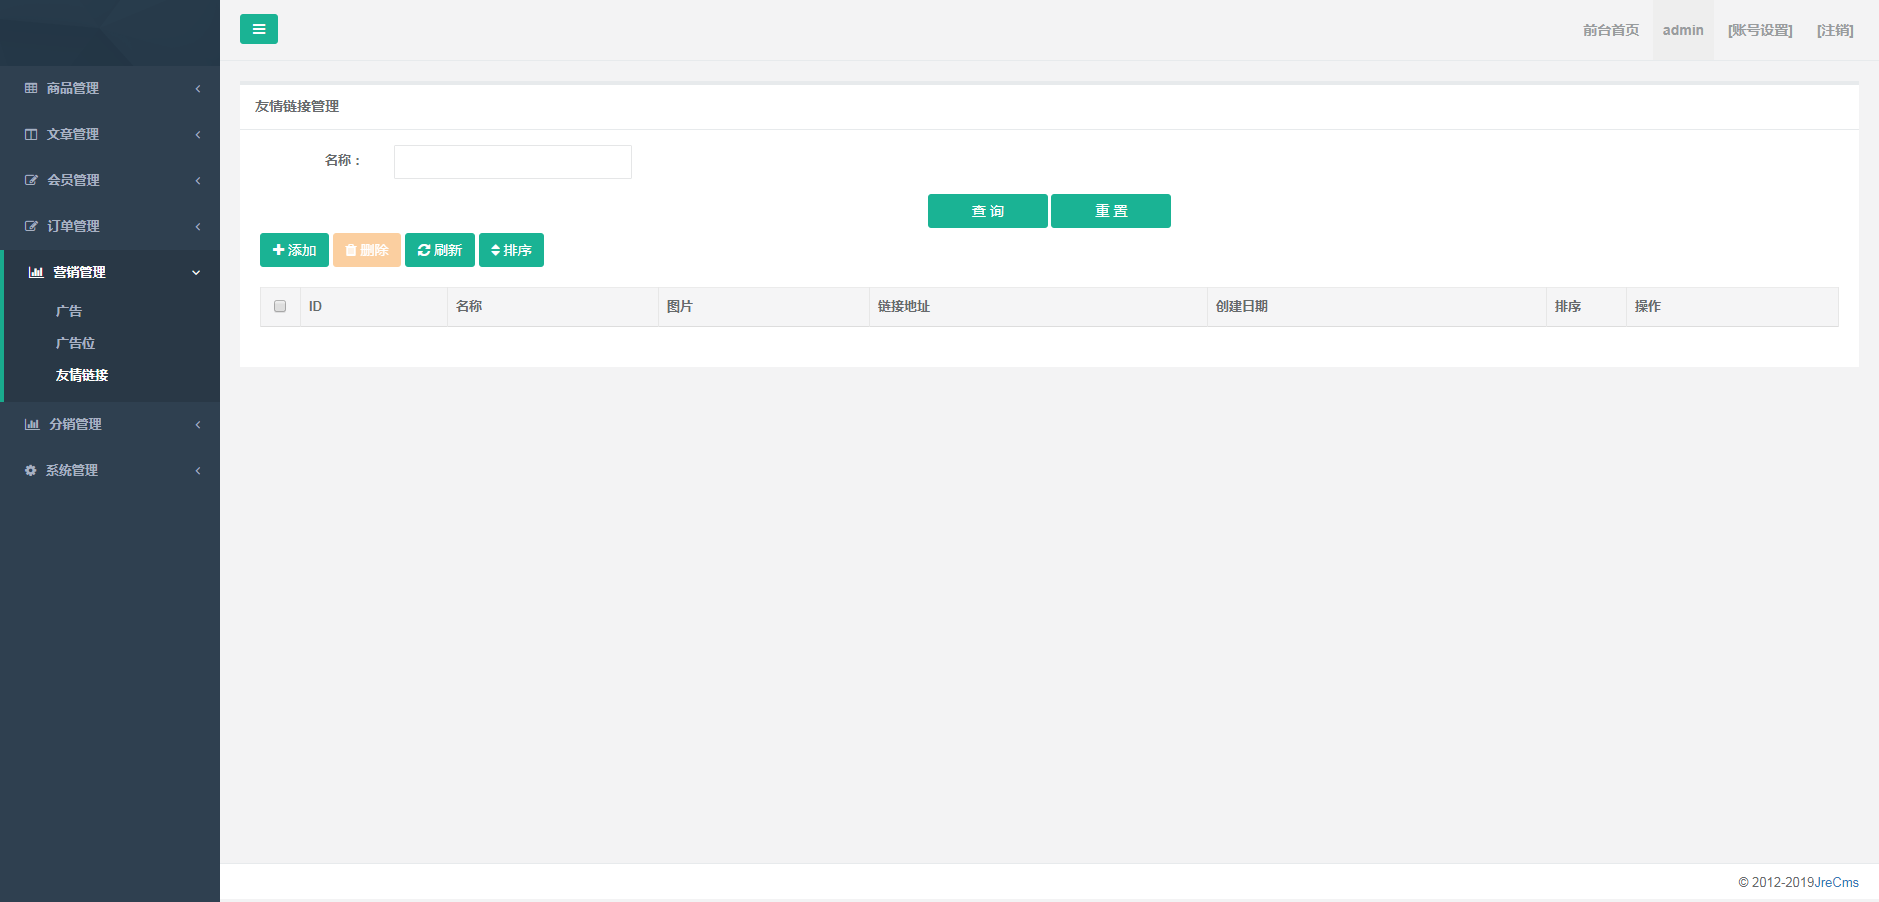 前台首页 admin [账号设置] [注销]
商品管理
文章管理
会员管理
订单管理
营销管理
广告
广告位
友情链接
分销管理
系统管理
友情链接管理
名称：
查 询 重 置
添加 删除 刷新 排序
ID 名称 图片 链接地址 创建日期 排序 操作
© 2012-2019JreCms